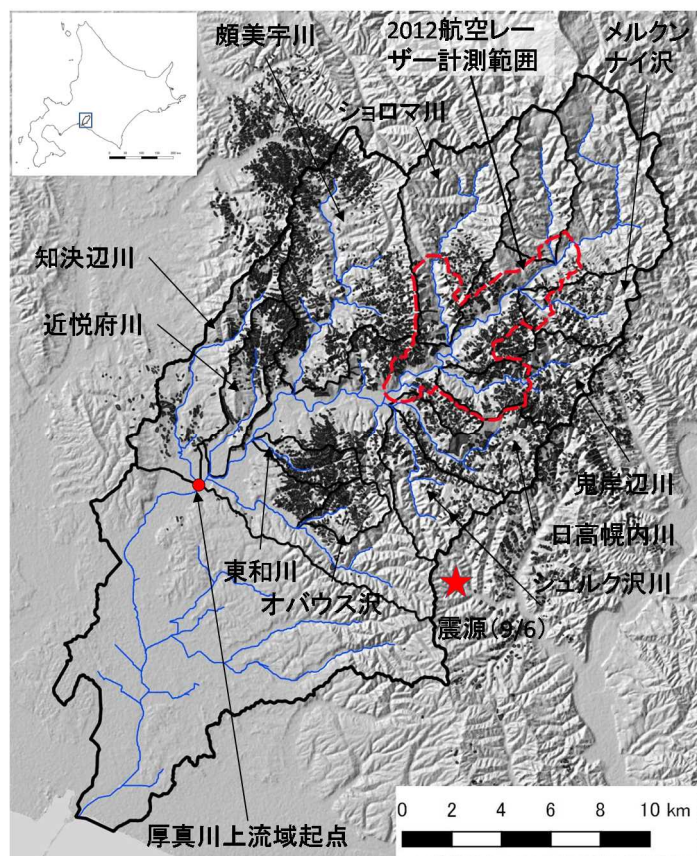 頗美宇川
2012航空レー
ザー計測範囲
メルクン
ナイ沢
ショロマ川
知決辺川
近悦府川
鬼岸辺川
日高幌内川
東和川
オバウス沢
シュルク沢川
震源(9/6)
厚真川上流域起点
0 2 4 6 8 10 km